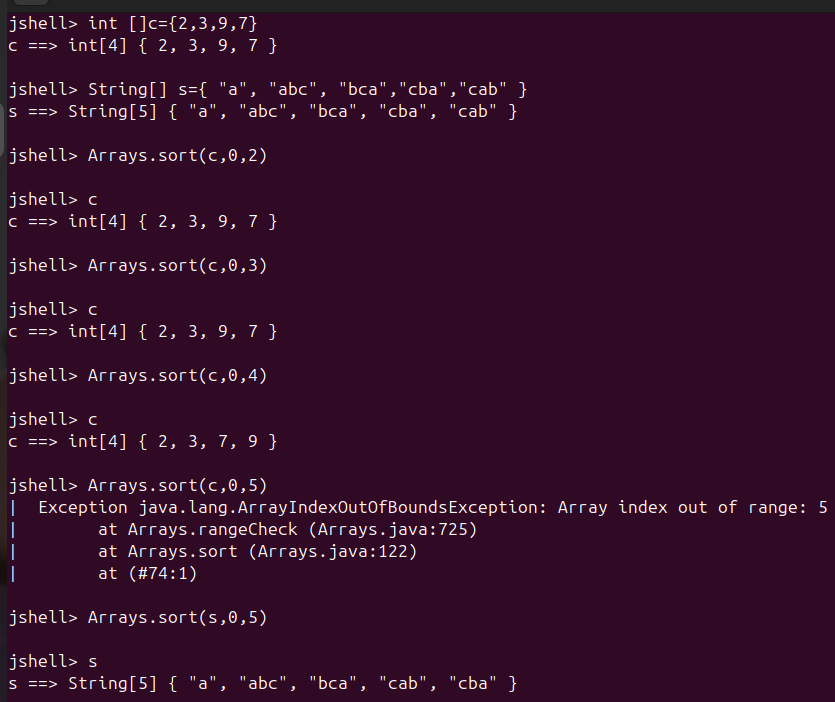 jshell> int []c={2,3,9,7}
c ==> int[4] { 2, 3, 9, 7 }
jshell> String[] s={ "a", "abc", "bca","cba","cab" }
s ==> String[5] { "a", "abc", "bca", "cba", "cab" }
jshell> Arrays.sort(c,0,2)
jshell> c
c ==> int[4] { 2, 3, 9, 7 }
jshell> Arrays.sort(c,0,3)
jshell> c
c ==> int[4] { 2, 3, 9, 7 }
jshell> Arrays.sort(c,0,4)
jshell> c
c ==> int[4] { 2, 3, 7, 9 }
jshell> Arrays.sort(c,0,5)
|  Exception java.lang.ArrayIndexOutOfBoundsException: Array index out of range: 5
|        at Arrays.rangeCheck (Arrays.java:725)
|        at Arrays.sort (Arrays.java:122)
|        at (#74:1)
jshell> Arrays.sort(s,0,5)
jshell> s
s ==> String[5] { "a", "abc", "bca", "cab", "cba" }